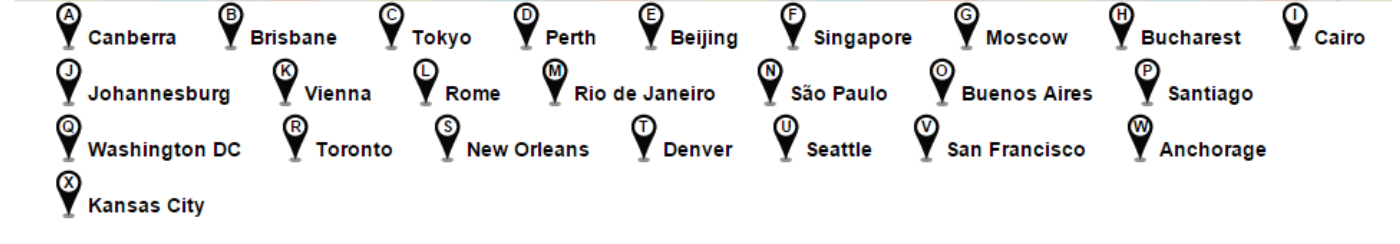 A Canberra B Brisbane C Tokyo D Perth E Beijing F Singapore G Moscow H Bucharest I Cairo
J Johannesburg K Vienna L Rome M Rio de Janeiro N São Paulo O Buenos Aires P Santiago
Q Washington DC R Toronto S New Orleans T Denver U Seattle V San Francisco W Anchorage
X Kansas City